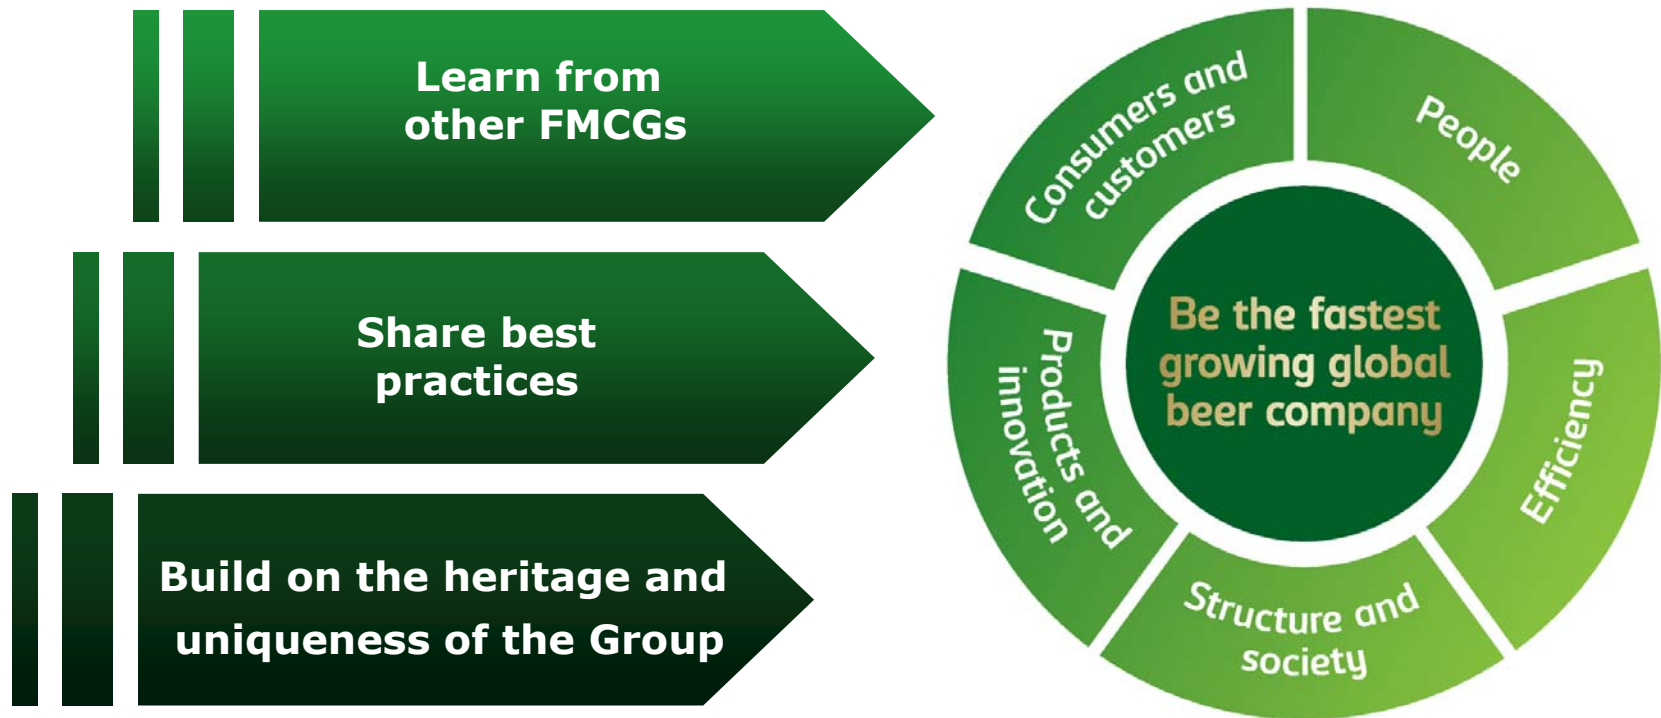 Learn from
other FMCGs
Share best
practices
Build on the heritage and
uniqueness of the Group
Consumers and
customers
People
Efficiency
Structure and
society
Products and
innovation
Be the fastest
growing global
beer company